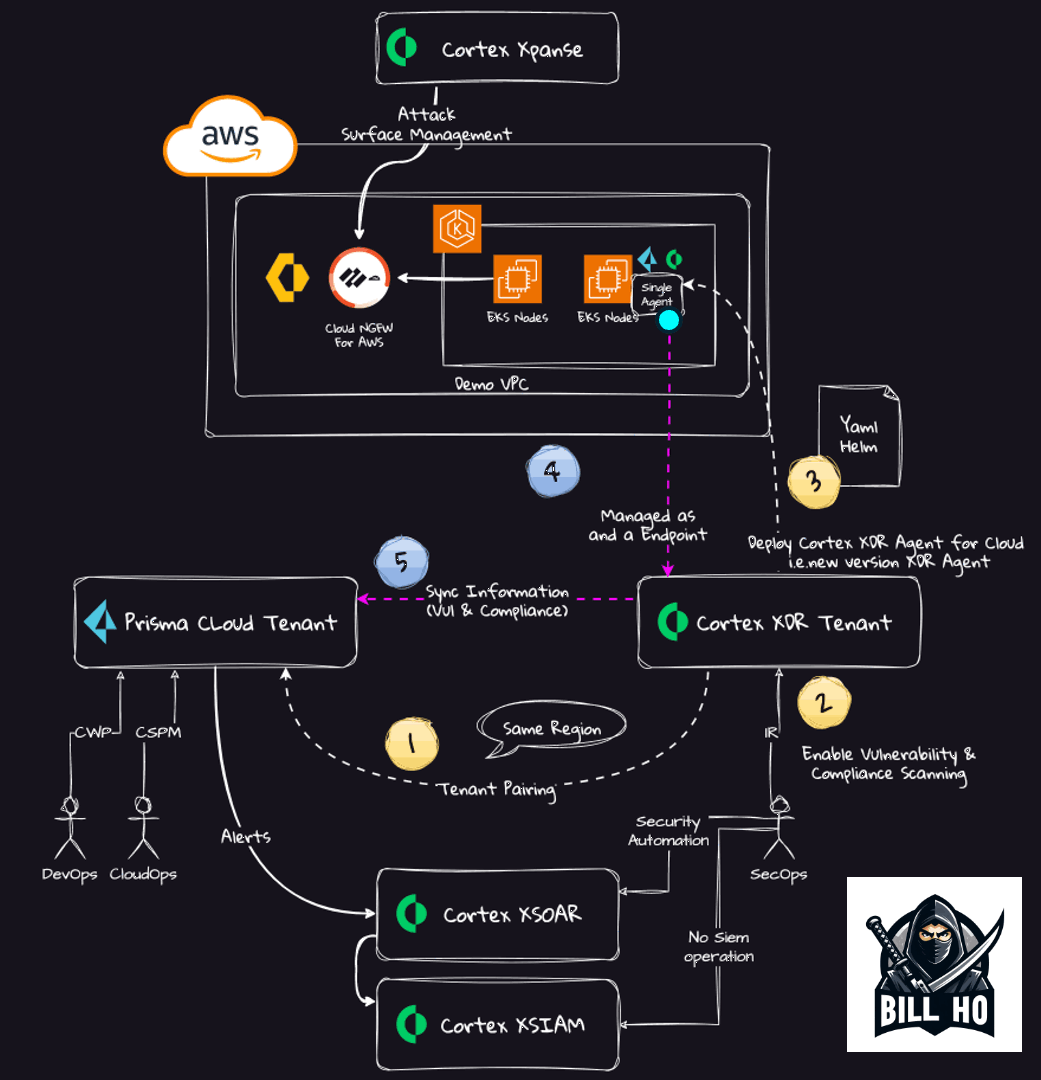 Cortex Xpanse
Attack
Surface Management
aws
K
Single
Agent
EKS Nodes
EKS Nodes
Cloud NGFW
For AWS
Demo VPC
Yaml
Helm
3
4
Managed as
and a Endpoint
Deploy Cortex XDR Agent for Cloud
i.e.new version XDR Agent
5
Sync Information
(Vul & Compliance)
Prisma Cloud Tenant
Cortex XDR Tenant
CWP
CSPM
1
Same Region
2
IR
Enable Vulnerability &
Compliance Scanning
Tenant Pairing
Alerts
Security
Automation
DevOps
CloudOps
SecOps
Cortex XSOAR
No Siem
operation
Cortex XSIAM
BILL HO